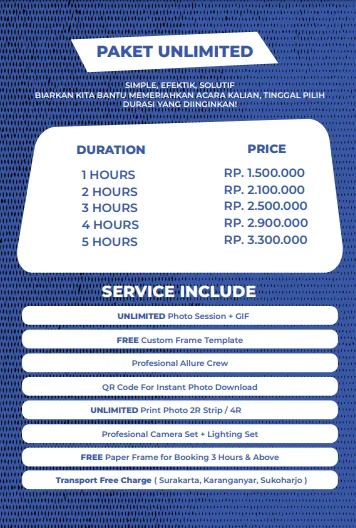 PAKET UNLIMITED
SIMPLE, EFEKTIK, SOLUTIF
BIARKAN KITA BANTU MEMERIAHKAN ACARA KALIAN, TINGGAL PILIH
DURASI YANG DIINGINKAN!
DURATION PRICE
1 HOURS RP. 1.500.000
2 HOURS RP. 2.100.000
3 HOURS RP. 2.500.000
4 HOURS RP. 2.900.000
5 HOURS RP. 3.300.000
SERVICE INCLUDE
UNLIMITED Photo Session + GIF
FREE Custom Frame Template
Profesional Allure Crew
QR Code For Instant Photo Download
UNLIMITED Print Photo 2R Strip / 4R
Profesional Camera Set + Lighting Set
FREE Paper Frame for Booking 3 Hours & Above
Transport Free Charge ( Surakarta, Karanganyar, Sukoharjo )